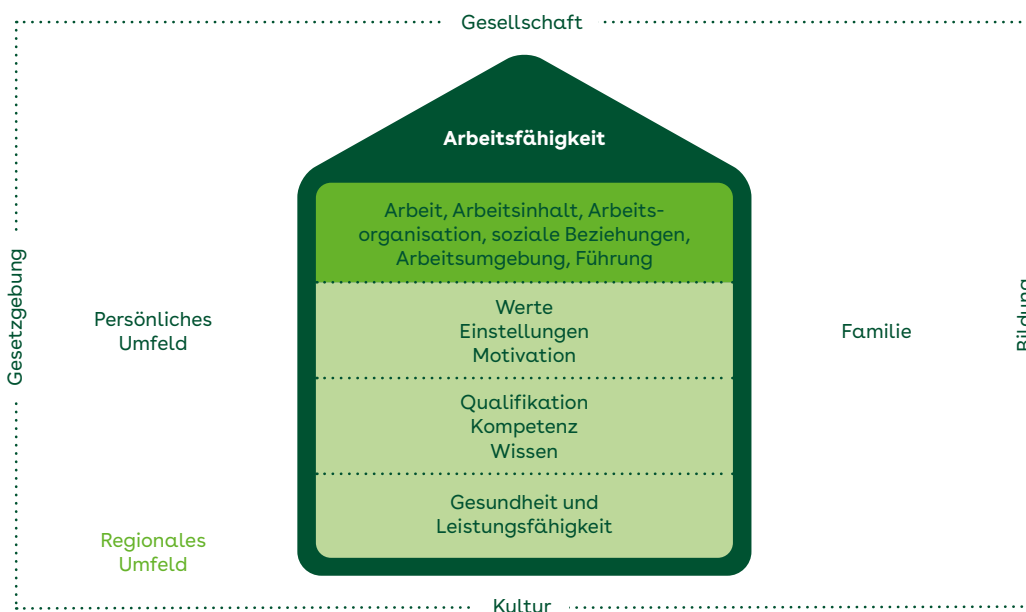 Gesellschaft
Arbeitsfähigkeit
Arbeit, Arbeitsinhalt, Arbeits-
organisation, soziale Beziehungen,
Arbeitsumgebung, Führung
Werte
Einstellungen
Motivation
Qualifikation
Kompetenz
Wissen
Gesundheit und
Leistungsfähigkeit
Gesetzgebung
Persönliches
Umfeld
Regionales
Umfeld
Familie
Bildung
Kultur